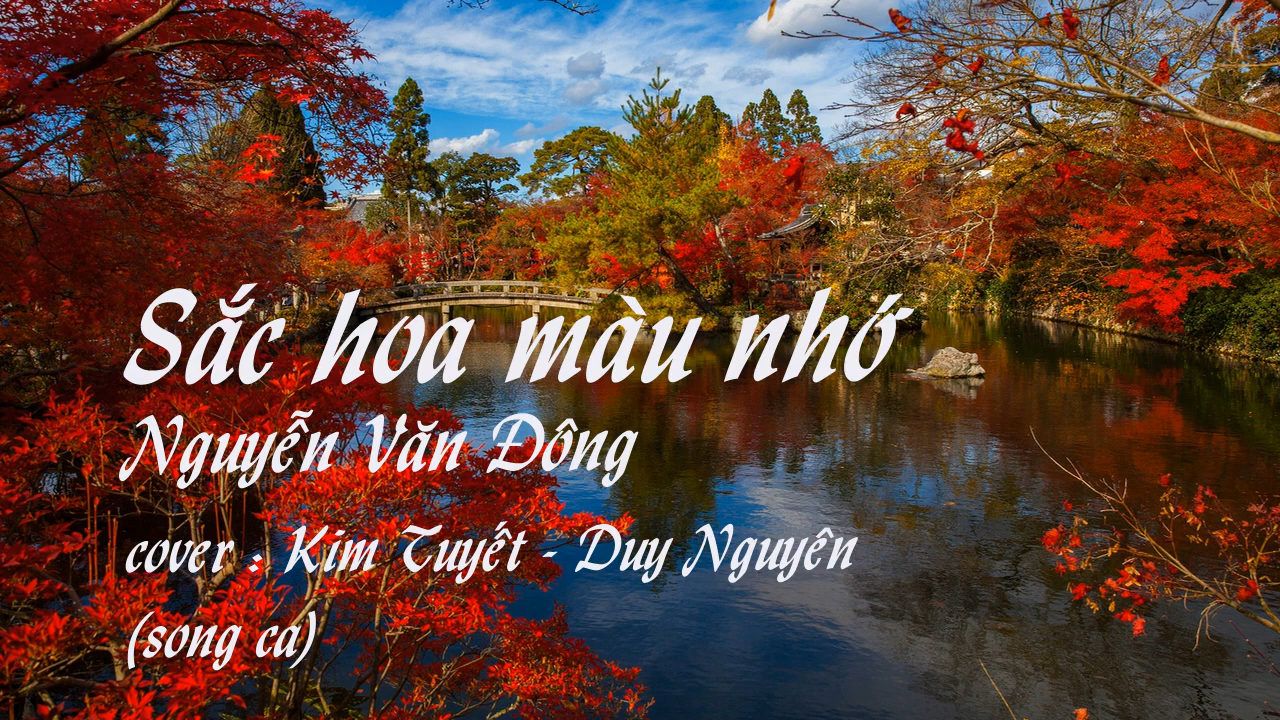 Sắc hoa màu nhớ
Nguyễn Văn Đông
cover : Kim Tuyết - Duy Nguyên
(song ca)